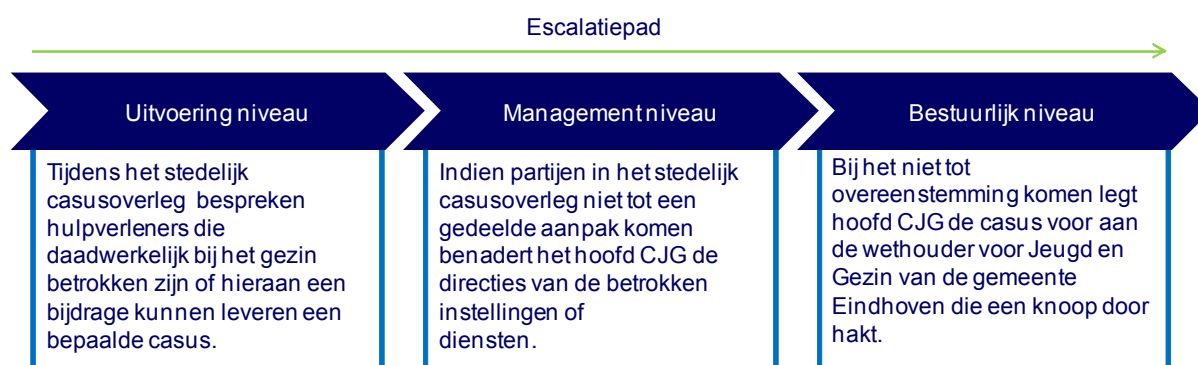 Escalatiepad
Uitvoering niveau
Tijdens het stedelijk
casusoverleg bespreken
hulpverleners die
daadwerkelijk bij het gezin
betrokken zijn of hieraan een
bijdrage kunnen leveren een
bepaalde casus.
Management niveau
Indien partijen in het stedelijk
casusoverleg niet tot een
gedeelde aanpak komen
benadert het hoofd CJG de
directies van de betrokken
instellingen of
diensten.
Bestuurlijk niveau
Bij het niet tot
overeenstemming komen legt
hoofd CJG de casus voor aan
de wethouder voor Jeugd en
Gezin van de gemeente
Eindhoven die een knoop door
hakt.